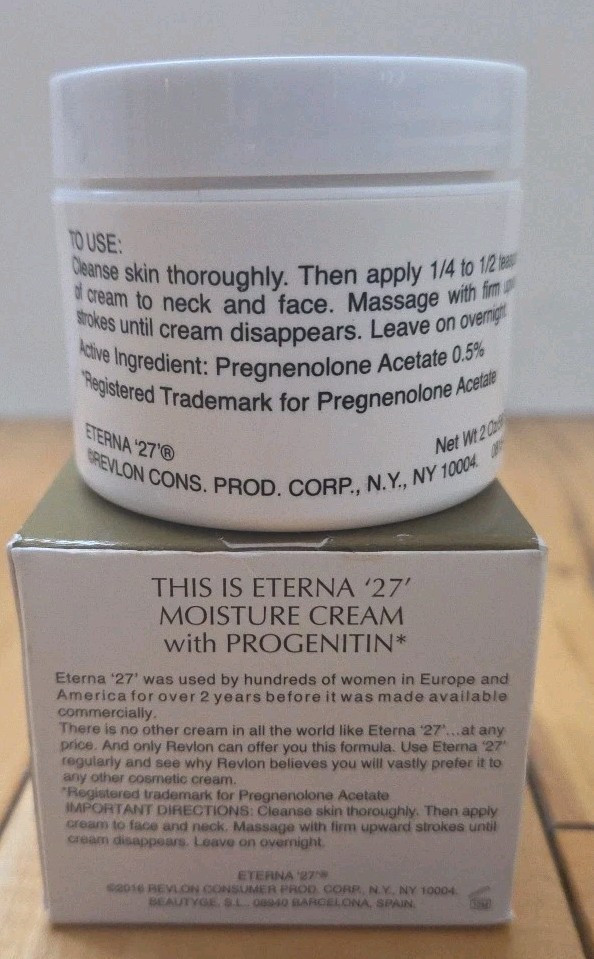 TO USE:
Cleanse skin thoroughly. Then apply 1/4 to 1/2
of cream to neck and face. Massage with firm
strokes until cream disappears. Leave on overnight.
Active Ingredient: Pregnenolone Acetate 0.5%
*Registered Trademark for Pregnenolone Acetate
ETERNA '27'®
Net Wt 2 Oz
©REVLON CONS. PROD. CORP., N.Y., NY 10004.
THIS IS ETERNA '27'
MOISTURE CREAM
with PROGENITIN*
Eterna '27' was used by hundreds of women in Europe and
America for over 2 years before it was made available
commercially.
There is no other cream in all the world like Eterna '27'...at any
price. And only Revlon can offer you this formula. Use Eterna '27'
regularly and see why Revlon believes you will vastly prefer it to
any other cosmetic cream.
*Registered trademark for Pregnenolone Acetate
IMPORTANT DIRECTIONS: Cleanse skin thoroughly. Then apply
cream to face and neck. Massage with firm upward strokes until
cream disappears. Leave on overnight.
ETERNA '27'®
©2016 REVLON CONSUMER PROD. CORP., N.Y., NY 10004.
BEAUTYGE, S.L. 08940 BARCELONA, SPAIN.